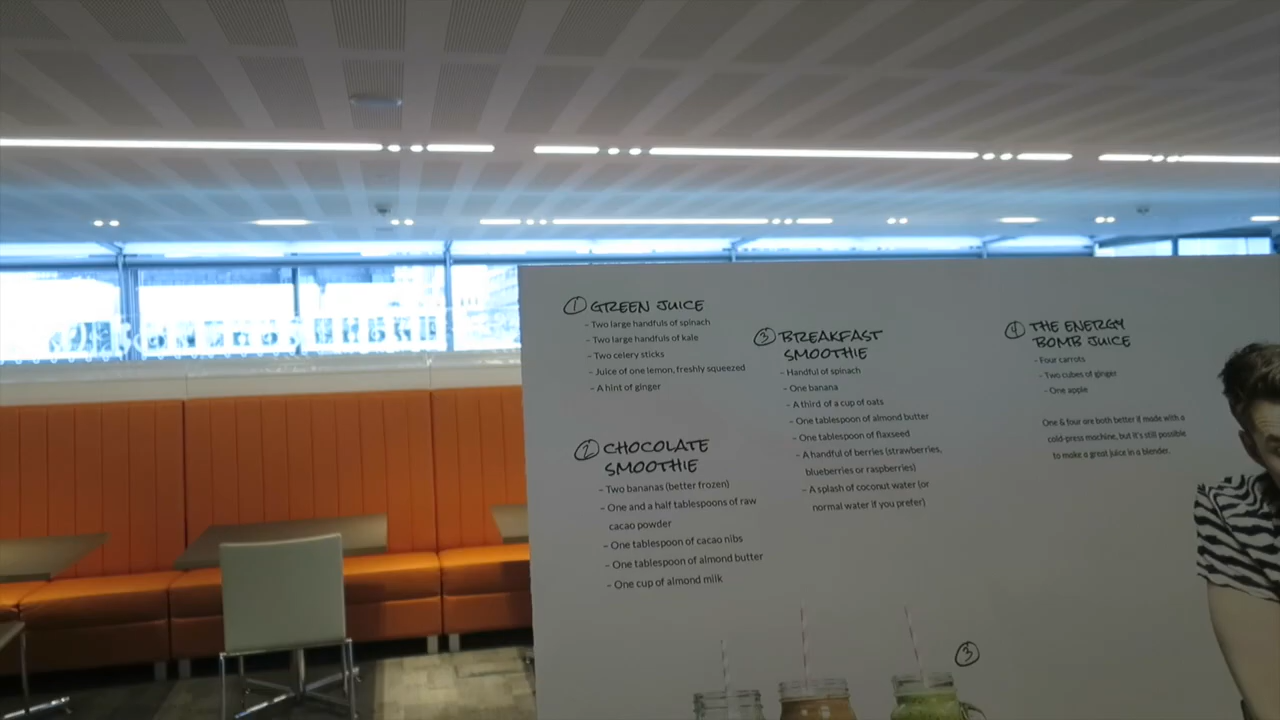 ① GREEN JUICE
- Two large handfuls of spinach
- Two large handfuls of kale
- Two celery sticks
- Juice of one lemon, freshly squeezed
- A hint of ginger
② CHOCOLATE
SMOOTHIE
- Two bananas (better frozen)
- One and a half tablespoons of raw
cacao powder
- One tablespoon of cacao nibs
- One tablespoon of almond butter
- One cup of almond milk
③ BREAKFAST
SMOOTHIE
- Handful of spinach
- One banana
- A third of a cup of oats
- One tablespoon of almond butter
- One tablespoon of flaxseed
- A handful of berries (strawberries,
blueberries or raspberries)
- A splash of coconut water (or
normal water if you prefer)
④ THE ENERGY
BOMB JUICE
- Four carrots
- Two cubes of ginger
- One apple
One & four are both better if made with a
cold-press machine, but it's still possible
to make a great juice in a blender.
③